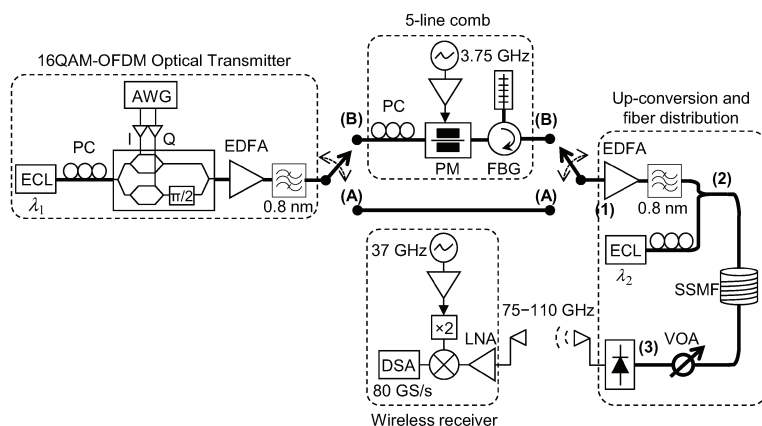 5-line comb
16QAM-OFDM Optical Transmitter
AWG
I Q
PC
EDFA
ECL
λ1
π/2
0.8 nm
3.75 GHz
PC
(B)
(B)
PM
FBG
(A)
(A)
Up-conversion and
fiber distribution
EDFA
(1)
0.8 nm
(2)
ECL
λ2
SSMF
VOA
(3)
37 GHz
×2
LNA
75−110 GHz
DSA
80 GS/s
Wireless receiver